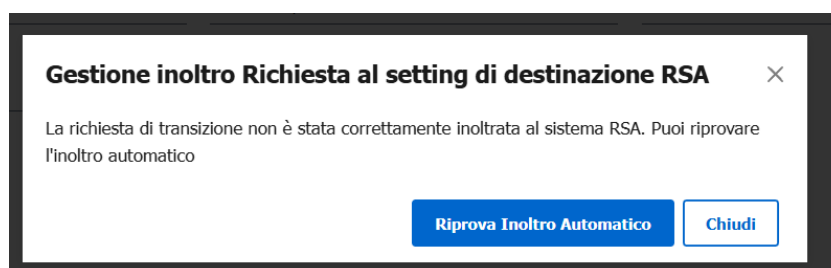 Gestione inoltro Richiesta al setting di destinazione RSA
La richiesta di transizione non è stata correttamente inoltrata al sistema RSA. Puoi riprovare
l'inoltro automatico
Riprova Inoltro Automatico
Chiudi